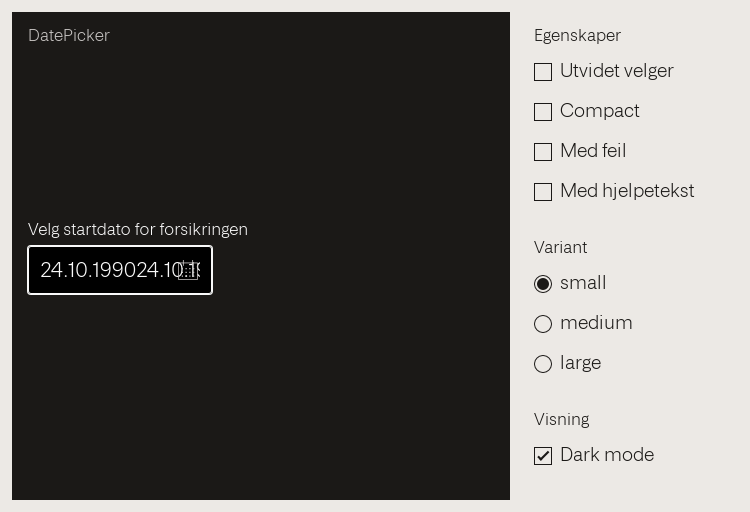 DatePicker
Velg startdato for forsikringen
24.10.199024.10.19
Egenskaper
Utvidet velger
Compact
Med feil
Med hjelpetekst
Variant
small
medium
large
Visning
Dark mode